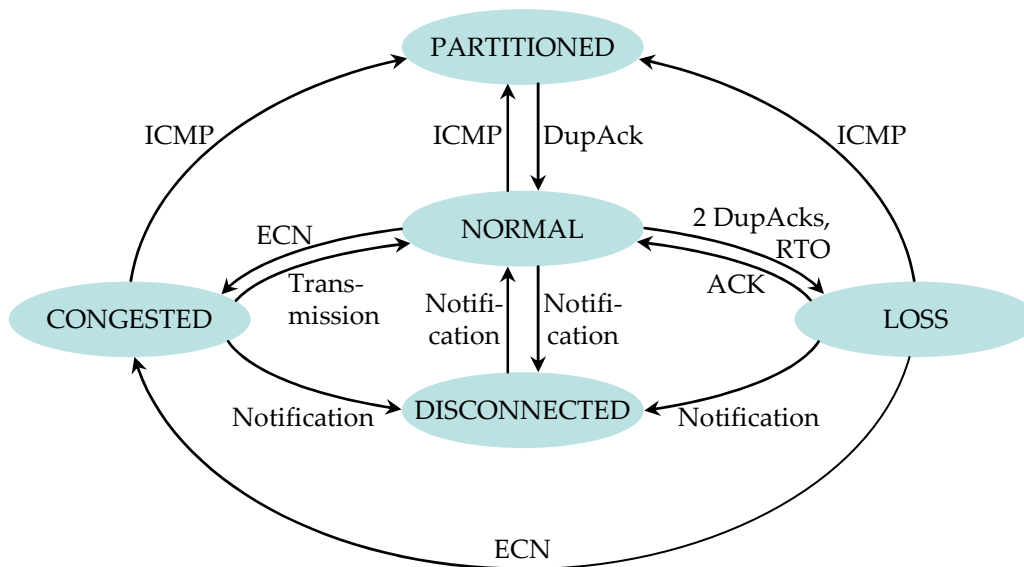 PARTITIONED
ICMP
ICMP
DupAck
ICMP
NORMAL
2 DupAcks,
RTO
ECN
Trans-
mission
ACK
CONGESTED
Notifi-
cation
Notifi-
cation
LOSS
Notification
DISCONNECTED
Notification
ECN